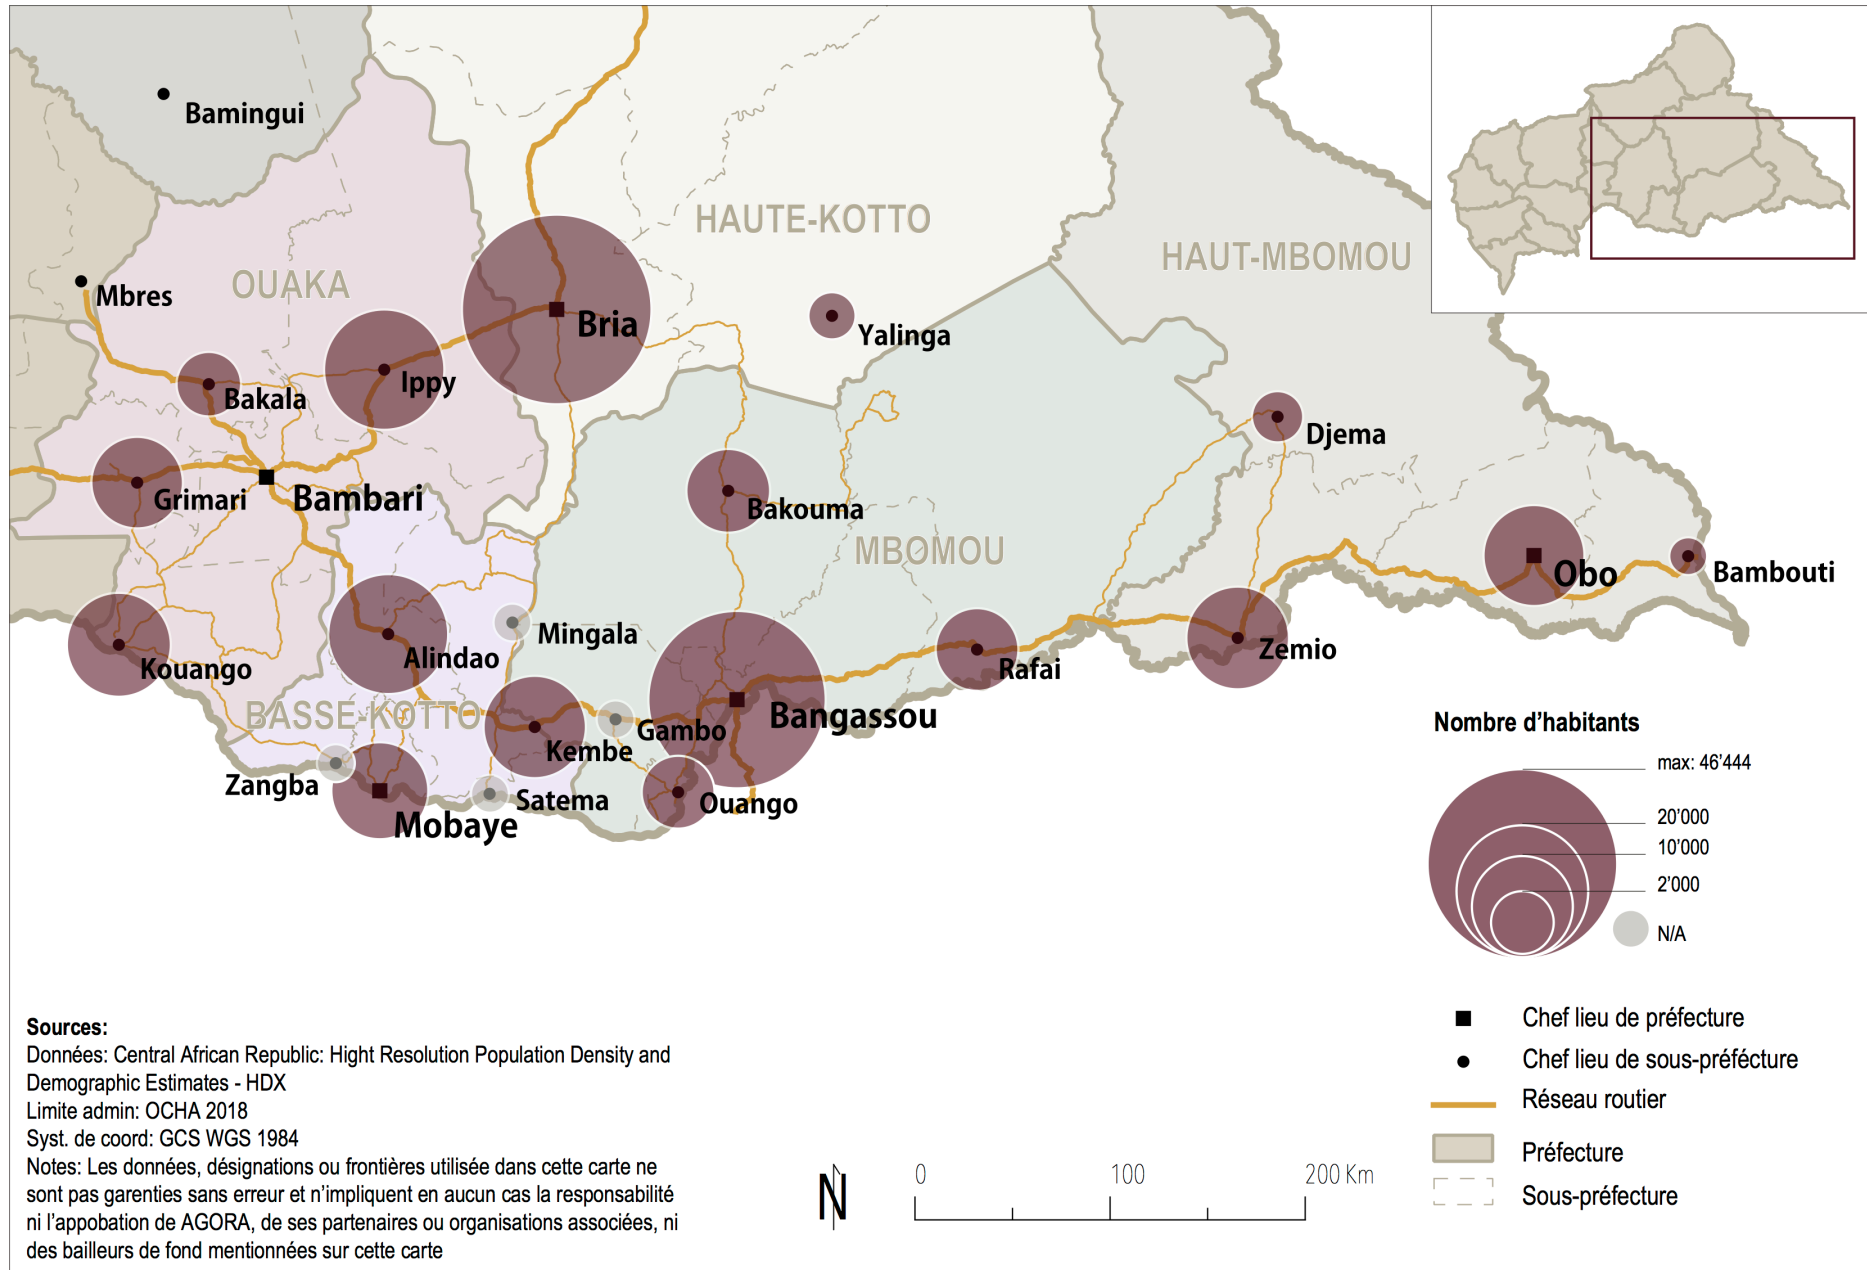 Bamingui
HAUTE-KOTTO
HAUT-MBOMOU
OUAKA
Mbres
Bria
Yalinga
Ippy
Bakala
Djema
Grimari
Bambari
Bakouma
MBOMOU
Obo
Bambouti
Mingala
Alindao
Kouango
Rafai
Zemio
BASSE-KOTTO
Bangassou
Gambo
Kembe
Zangba
Satema
Ouango
Mobaye
Nombre d’habitants
max: 46’444
20’000
10’000
2’000
N/A
Chef lieu de préfecture
Chef lieu de sous-préfécture
Réseau routier
Préfecture
Sous-préfecture
Sources:
Données: Central African Republic: Hight Resolution Population Density and
Demographic Estimates - HDX
Limite admin: OCHA 2018
Syst. de coord: GCS WGS 1984
Notes: Les données, désignations ou frontières utilisée dans cette carte ne
sont pas garenties sans erreur et n’impliquent en aucun cas la responsabilité
ni l’appobation de AGORA, de ses partenaires ou organisations associées, ni
des bailleurs de fond mentionnées sur cette carte
N
0 100 200 Km